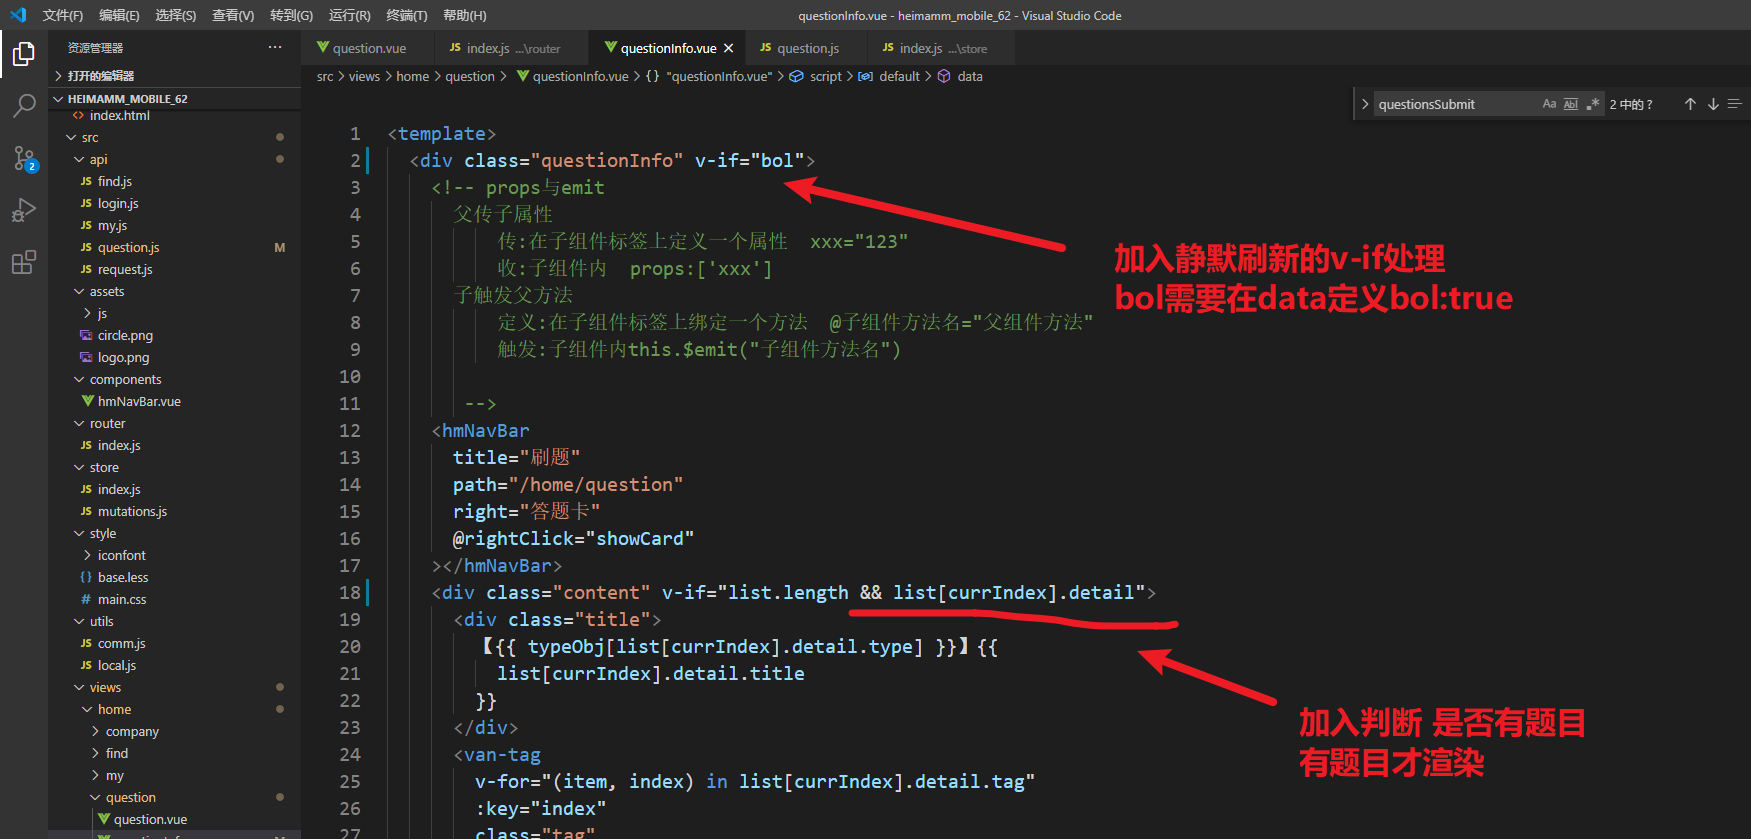 文件(F) 编辑(E) 选择(S) 查看(V) 转到(G) 运行(R) 终端(T) 帮助(H)
questionInfo.vue - heimamm_mobile_62 - Visual Studio Code
资源管理器 ···
question.vue
JS index.js ...\router
questionInfo.vue ×
JS question.js
JS index.js ...\store
打开的编辑器
src > views > home > question > questionInfo.vue > {} "questionInfo.vue" > script > default > data
HEIMAMM_MOBILE_62
index.html
src
api
JS find.js
JS login.js
JS my.js
JS question.js M
JS request.js
assets
js
circle.png
logo.png
components
hmNavBar.vue
router
JS index.js
store
JS index.js
JS mutations.js
style
iconfont
{} base.less
# main.css
utils
JS comm.js
JS local.js
views
home
company
find
my
question
question.vue
2
questionsSubmit Aa Abl .* 2 中的 ?
1 <template>
2 <div class="questionInfo" v-if="bol">
3 <!-- props与emit
4 父传子属性
5 传:在子组件标签上定义一个属性 xxx="123"
6 收:子组件内 props:['xxx']
7 子触发父方法
8 定义:在子组件标签上绑定一个方法 @子组件方法名="父组件方法"
9 触发:子组件内this.$emit("子组件方法名")
10
11 -->
12 <hmNavBar
13 title="刷题"
14 path="/home/question"
15 right="答题卡"
16 @rightClick="showCard"
17 ></hmNavBar>
18 <div class="content" v-if="list.length && list[currIndex].detail">
19 <div class="title">
20 【{{ typeObj[list[currIndex].detail.type] }}】{{
21 list[currIndex].detail.title
22 }}
23 </div>
24 <van-tag
25 v-for="(item, index) in list[currIndex].detail.tag"
26 :key="index"
27 class="tag"
加入静默刷新的v-if处理
bol需要在data定义bol:true
加入判断 是否有题目
有题目才渲染